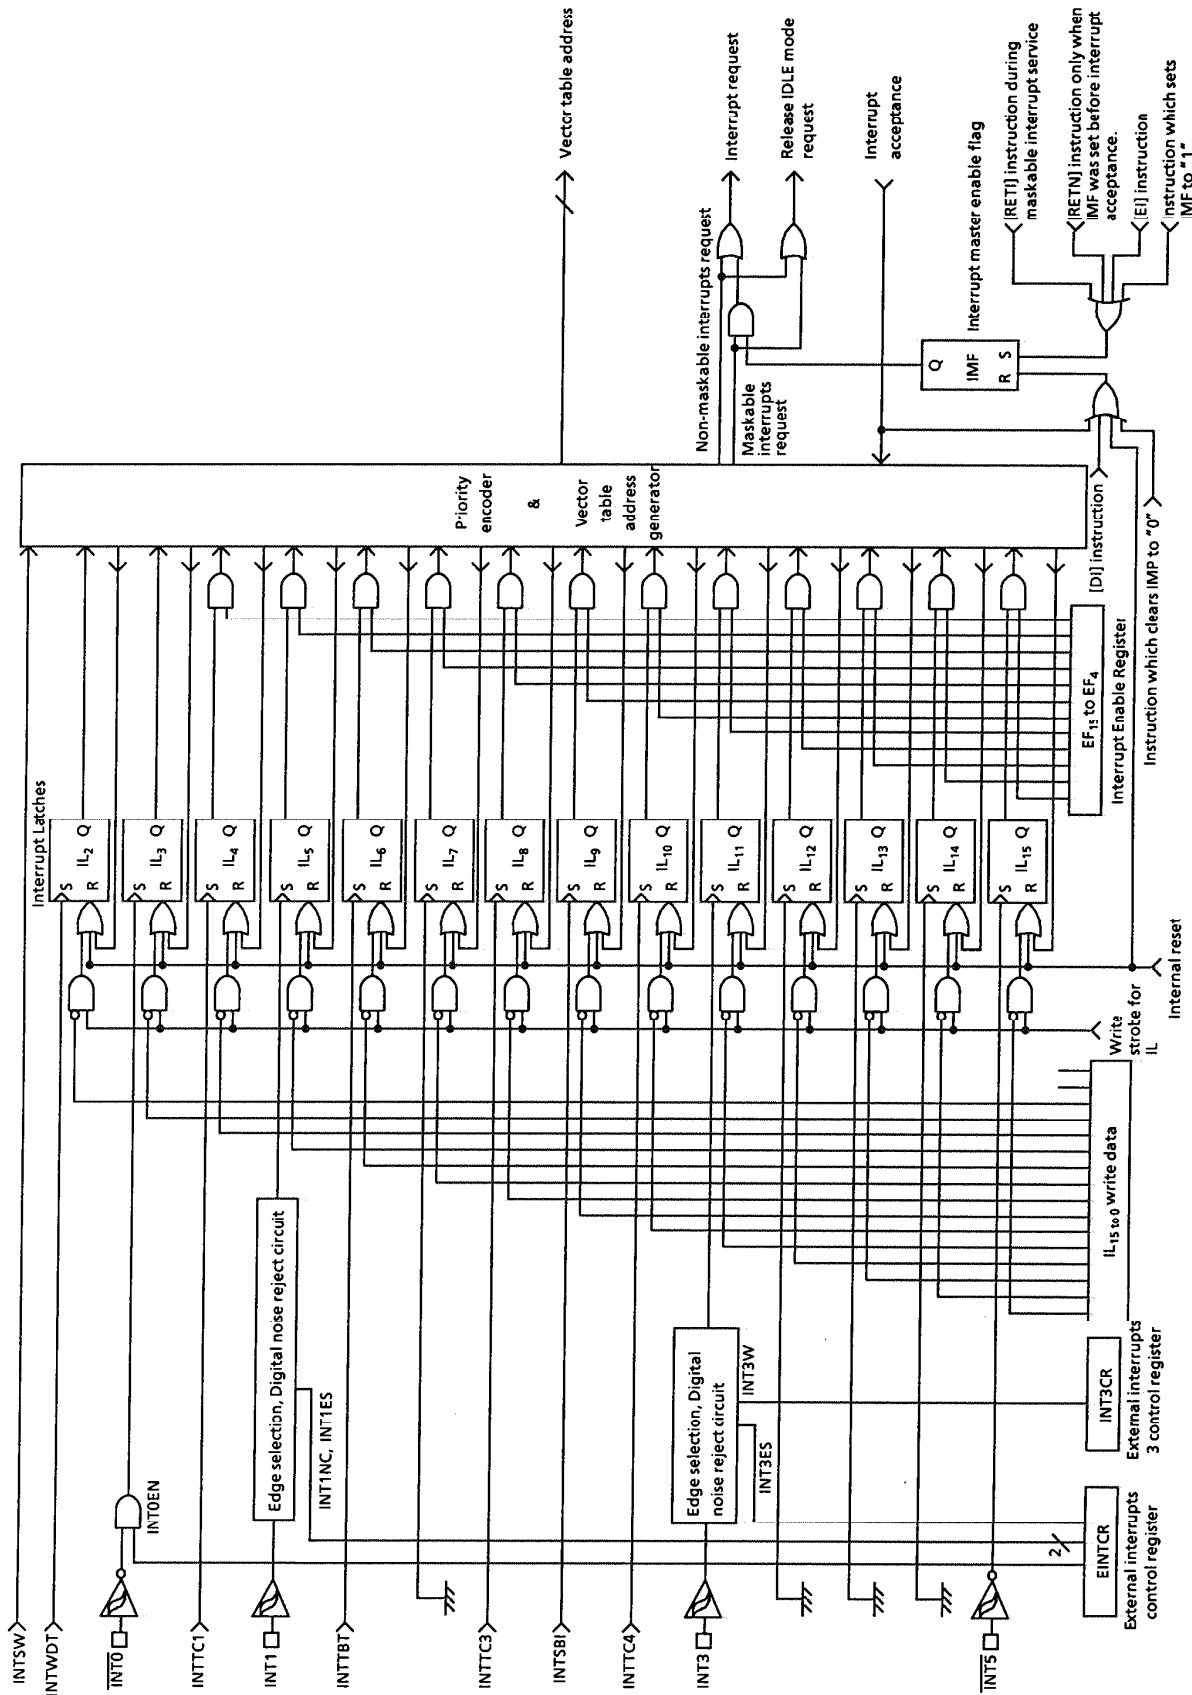 INTSW
INTWDT
INT0
INTTC1
INT1
INTTBT
INTTC3
INTSBI
INTTC4
INT3
INT5
INT0EN
Edge selection, Digital noise reject circuit
INT1NC, INT1ES
Edge selection, Digital
noise reject circuit
INT3W
INT3ES
2
EINTCR
External interrupts
control register
INT3CR
External interrupts
3 control register
IL15 to 0 write data
Write
strobe for
IL
Internal reset
Interrupt Latches
S IL2 Q
R
S IL3 Q
R
S IL4 Q
R
S IL5 Q
R
S IL6 Q
R
S IL7 Q
R
S IL8 Q
R
S IL9 Q
R
S IL10 Q
R
S IL11 Q
R
S IL12 Q
R
S IL13 Q
R
S IL14 Q
R
S IL15 Q
R
EF15 to EF4
Interrupt Enable Register
Instruction which clears IMP to "0"
[DI] instruction
Priority
encoder
&
Vector
table
address
generator
Vector table address
Non-maskable interrupts request
Maskable
interrupts
request
Interrupt request
Release IDLE mode
request
Interrupt
acceptance
Interrupt master enable flag
Q
IMF
R S
[RETI] instruction during
maskable interrupt service
[RETN] instruction only when
IMF was set before interrupt
acceptance.
[EI] instruction
Instruction which sets
IMF to "1"